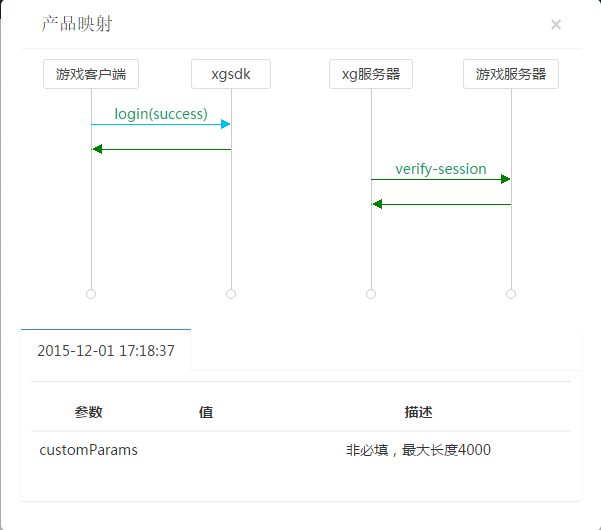 产品映射 ×
游戏客户端 xgsdk xg服务器 游戏服务器
login(success)
verify-session
2015-12-01 17:18:37
参数 值 描述
customParams 非必填，最大长度4000